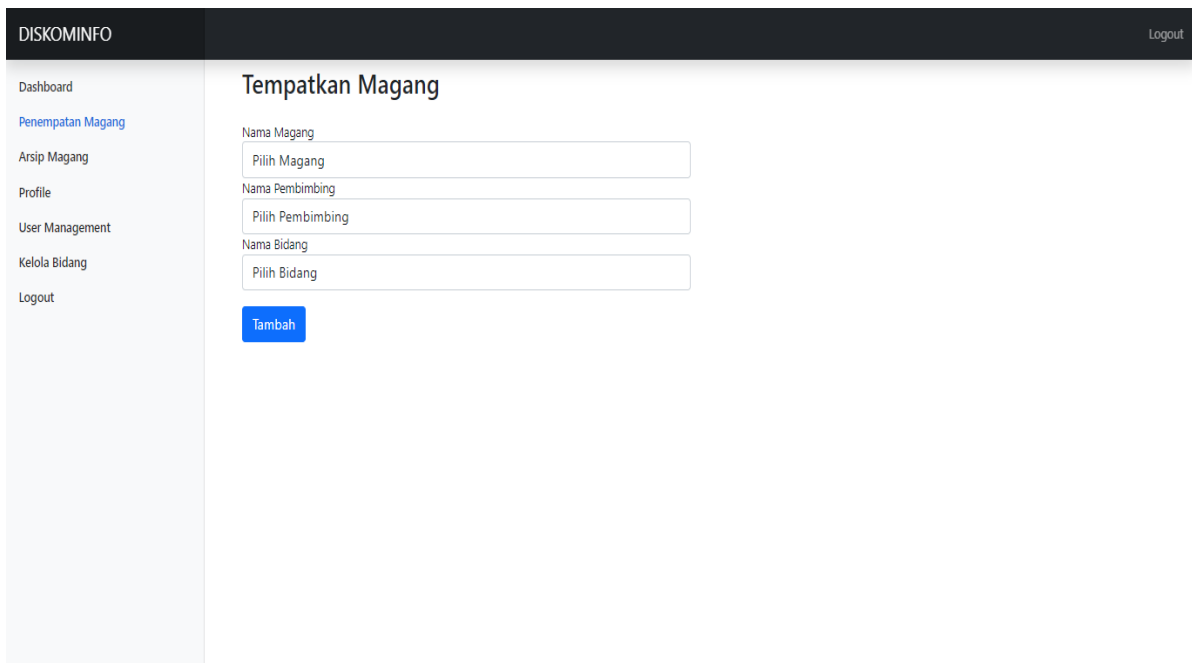 DISKOMINFO
Logout
Dashboard
Penempatan Magang
Arsip Magang
Profile
User Management
Kelola Bidang
Logout
Tempatkan Magang
Nama Magang
Pilih Magang
Nama Pembimbing
Pilih Pembimbing
Nama Bidang
Pilih Bidang
Tambah